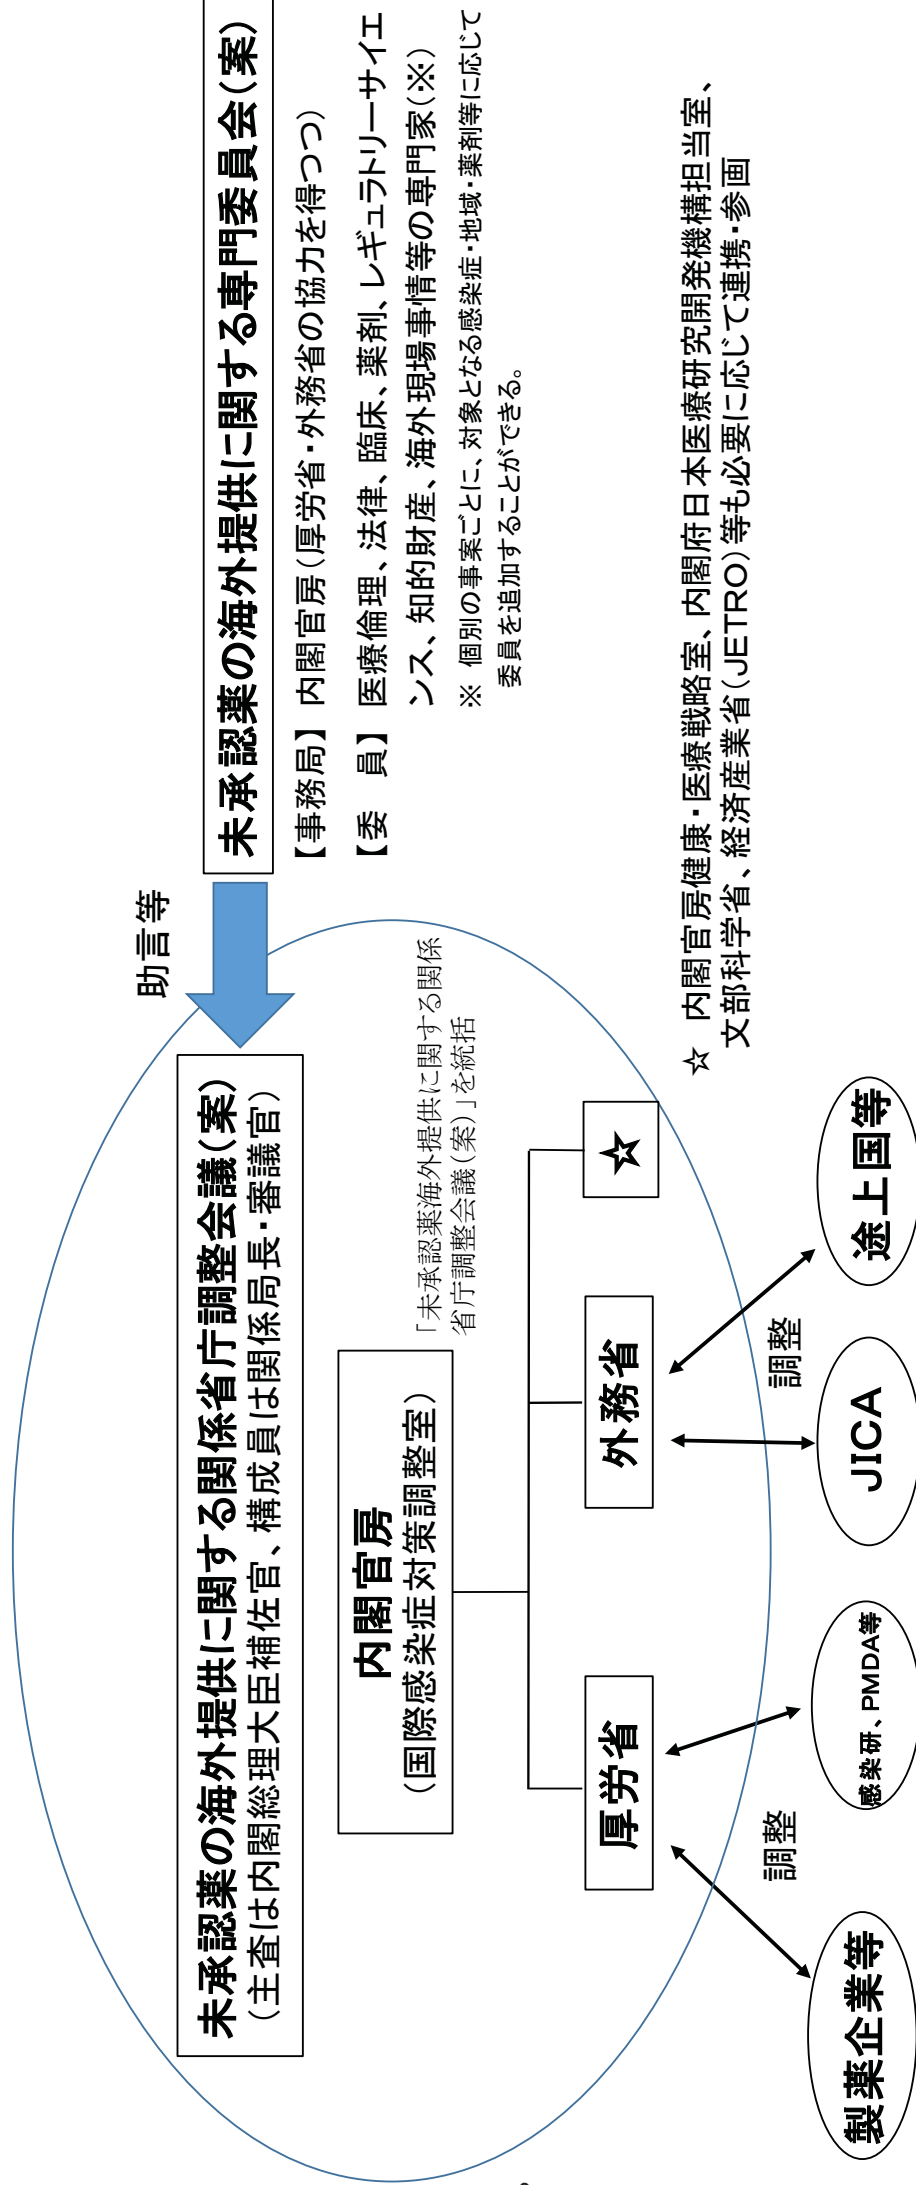 未承認薬の海外提供に関する関係省庁調整会議(案)
（主査は内閣総理大臣補佐官、構成員は関係局長・審議官）
助言等
未承認薬の海外提供に関する専門委員会(案)
【事務局】 内閣官房(厚労省・外務省の協力を得つつ)
【委　員】 医療倫理、法律、臨床、薬剤、レギュラトリーサイエ
ンス、知的財産、海外現場事情等の専門家(※)
※ 個別の事案ごとに、対象となる感染症・地域・薬剤等に応じて
委員を追加することができる。
内閣官房
（国際感染症対策調整室）
「未承認薬海外提供に関する関係
省庁調整会議(案)」を統括
厚労省
外務省
☆
☆ 内閣官房健康・医療戦略室、内閣府日本医療研究開発機構担当室、
文部科学省、経済産業省(JETRO)等も必要に応じて連携・参画
調整
調整
製薬企業等
感染研、PMDA等
JICA
途上国等